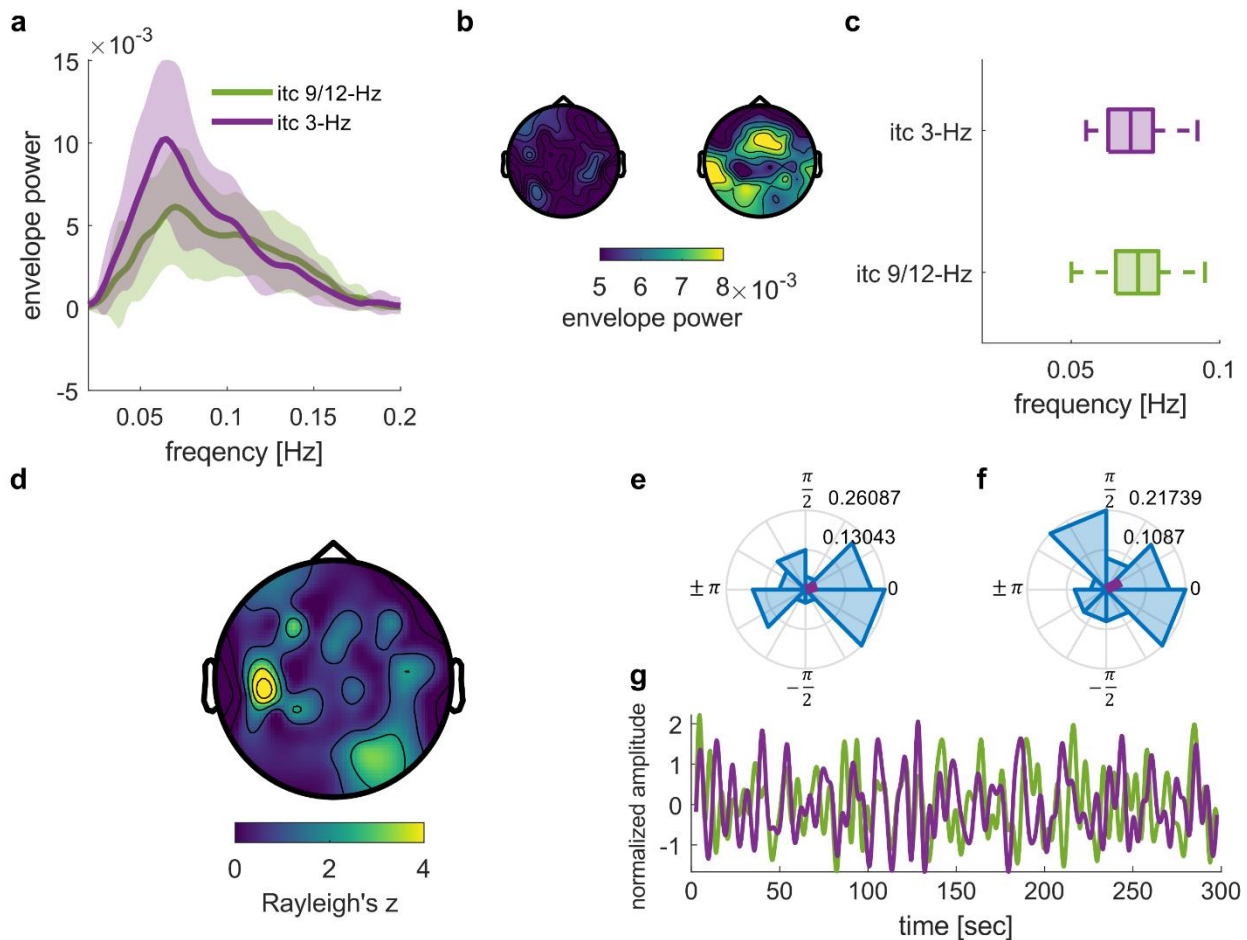 a
×10⁻³
15
10
5
0
-5
envelope power
itc 9/12-Hz
itc 3-Hz
0.05 0.1 0.15 0.2
freqency [Hz]
b
5 6 7 8 ×10⁻³
envelope power
c
itc 3-Hz
itc 9/12-Hz
0.05 0.1
frequency [Hz]
d
0 2 4
Rayleigh's z
e
π/2 0.26087
0.13043
± π 0
-π/2
f
π/2 0.21739
0.1087
± π 0
-π/2
g
normalized amplitude
2
1
0
-1
0 50 100 150 200 250 300
time [sec]